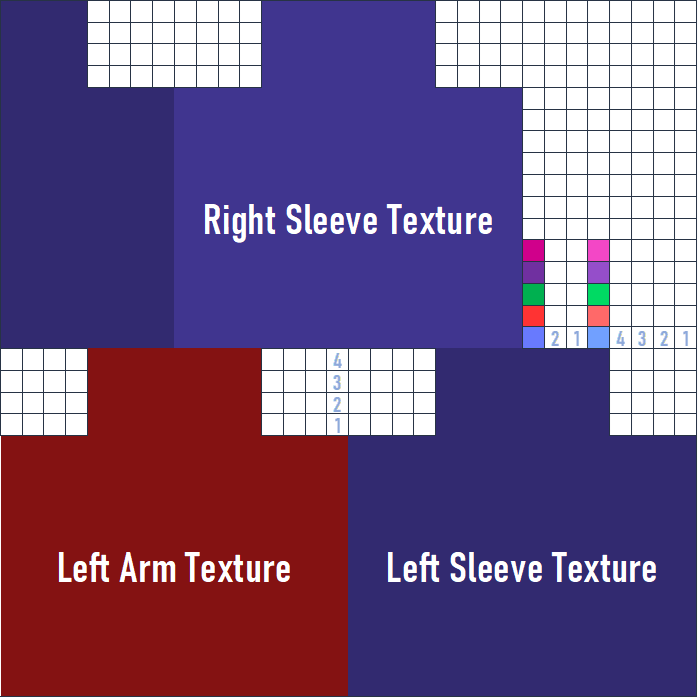 Right Sleeve Texture
2 1 4 3 2 1
4
3
2
1
Left Arm Texture
Left Sleeve Texture